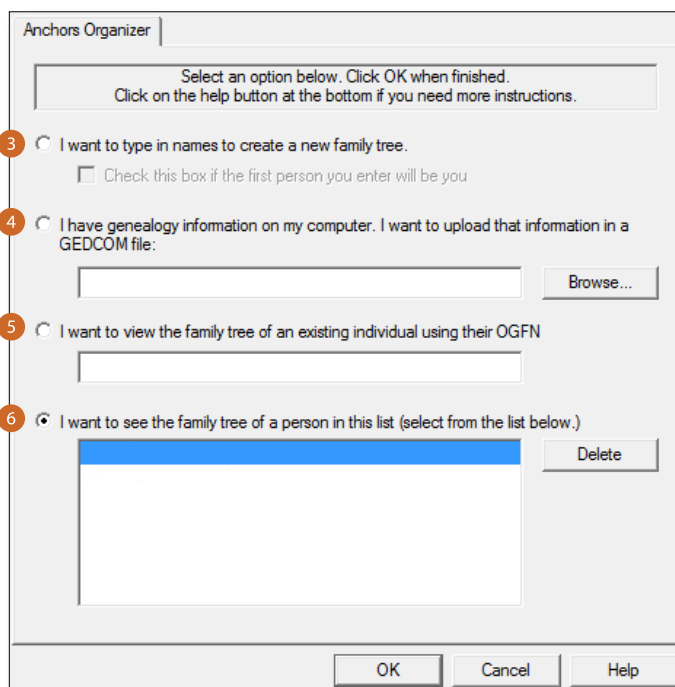 Anchors Organizer
Select an option below. Click OK when finished.
Click on the help button at the bottom if you need more instructions.
3 I want to type in names to create a new family tree.
Check this box if the first person you enter will be you
4 I have genealogy information on my computer. I want to upload that information in a
GEDCOM file:
Browse...
5 I want to view the family tree of an existing individual using their OGFN
6 I want to see the family tree of a person in this list (select from the list below.)
Delete
OK Cancel Help